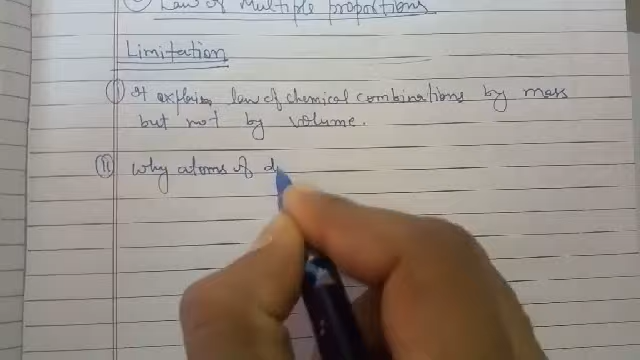 Law of Multiple proportions
Limitation
(i) It explains law of chemical combinations by mass
but not by volume.
(ii) Why atoms of d